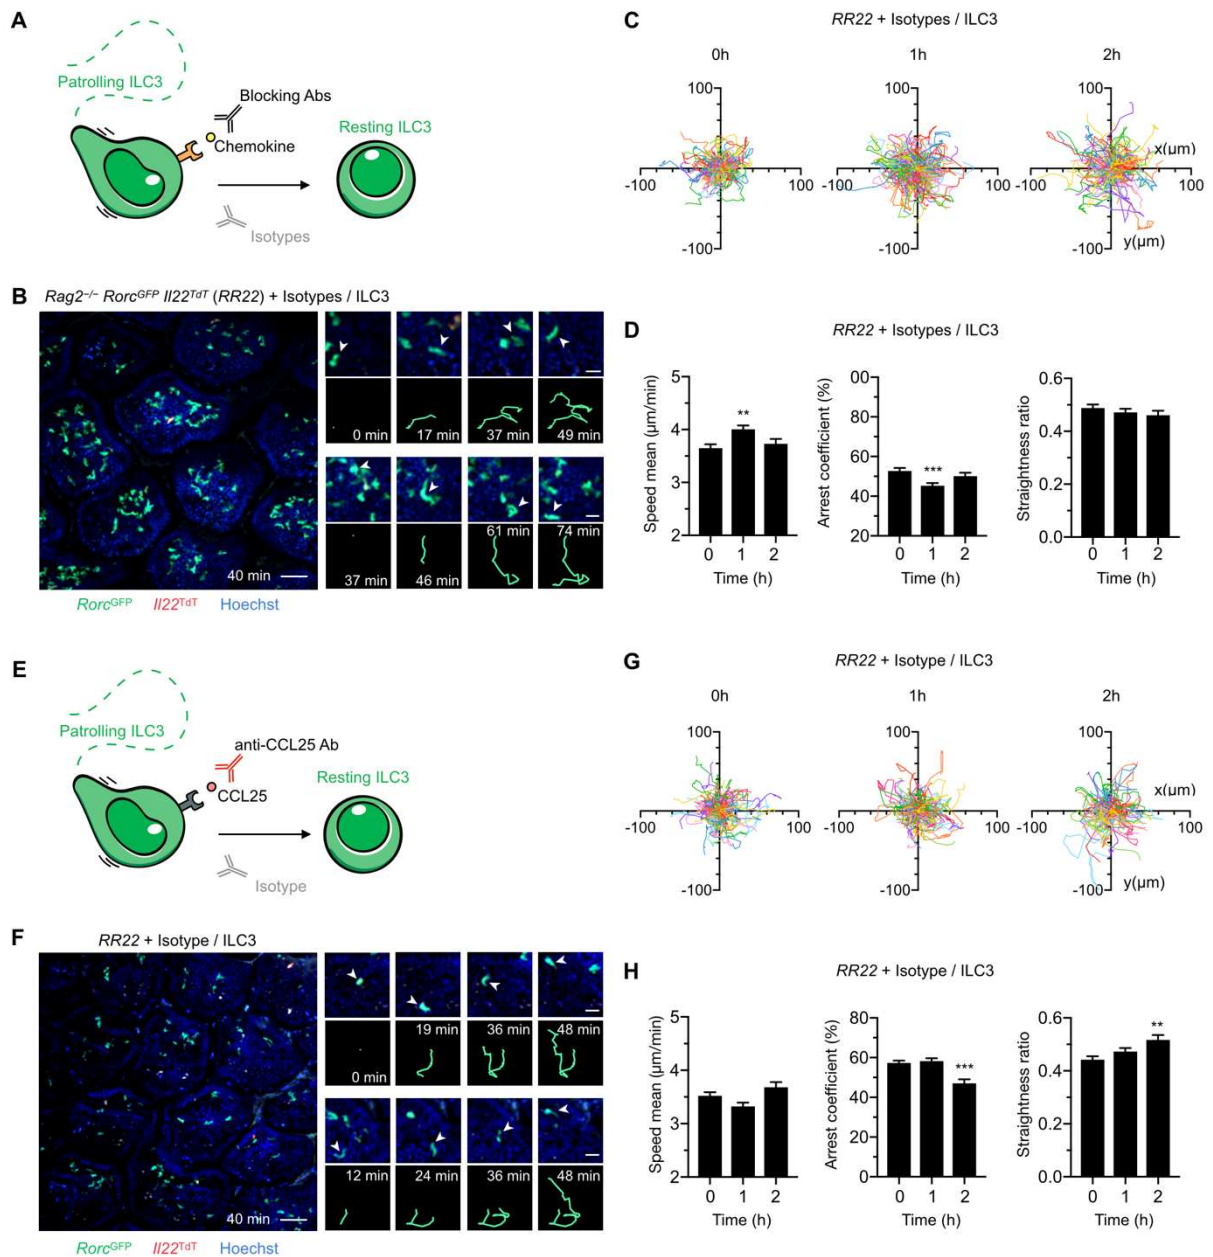 A
Patrolling ILC3
Blocking Abs
Chemokine
Resting ILC3
Isotypes
B Rag2–/– RorcGFP Il22TdT (RR22) + Isotypes / ILC3
0 min 17 min 37 min 49 min
37 min 46 min 61 min 74 min
40 min
RorcGFP Il22TdT Hoechst
C
RR22 + Isotypes / ILC3
0h 1h 2h
100 100 100
x(µm)
-100 100 -100 100 -100 100
-100 -100 -100
y(µm)
D
RR22 + Isotypes / ILC3
Speed mean (µm/min)
5
4
3
2
**
0 1 2
Time (h)
Arrest coefficient (%)
00
80
60
40
20
***
0 1 2
Time (h)
Straightness ratio
0.6
0.4
0.2
0.0
0 1 2
Time (h)
E
Patrolling ILC3
anti-CCL25 Ab
CCL25
Resting ILC3
Isotype
F
RR22 + Isotype / ILC3
0 min 19 min 36 min 48 min
12 min 24 min 36 min 48 min
40 min
RorcGFP Il22TdT Hoechst
G
RR22 + Isotype / ILC3
0h 1h 2h
100 100 100
x(µm)
-100 100 -100 100 -100 100
-100 -100 -100
y(µm)
H
RR22 + Isotype / ILC3
Speed mean (µm/min)
5
4
3
2
0 1 2
Time (h)
Arrest coefficient (%)
80
60
40
20
0
***
0 1 2
Time (h)
Straightness ratio
0.6
0.4
0.2
0.0
**
0 1 2
Time (h)